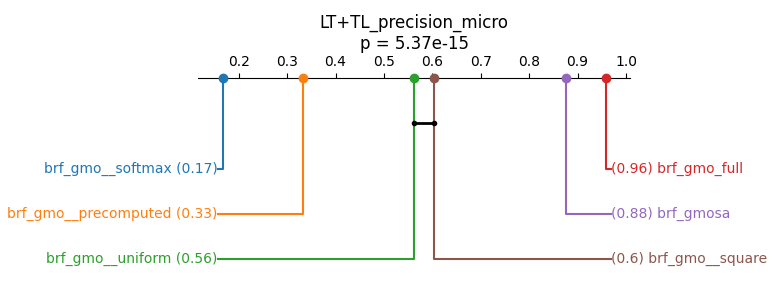 LT+TL_precision_micro
p = 5.37e-15
0.2 0.3 0.4 0.5 0.6 0.7 0.8 0.9 1.0
brf_gmo__softmax (0.17)
(0.96) brf_gmo_full
brf_gmo__precomputed (0.33)
(0.88) brf_gmosa
brf_gmo__uniform (0.56)
(0.6) brf_gmo__square